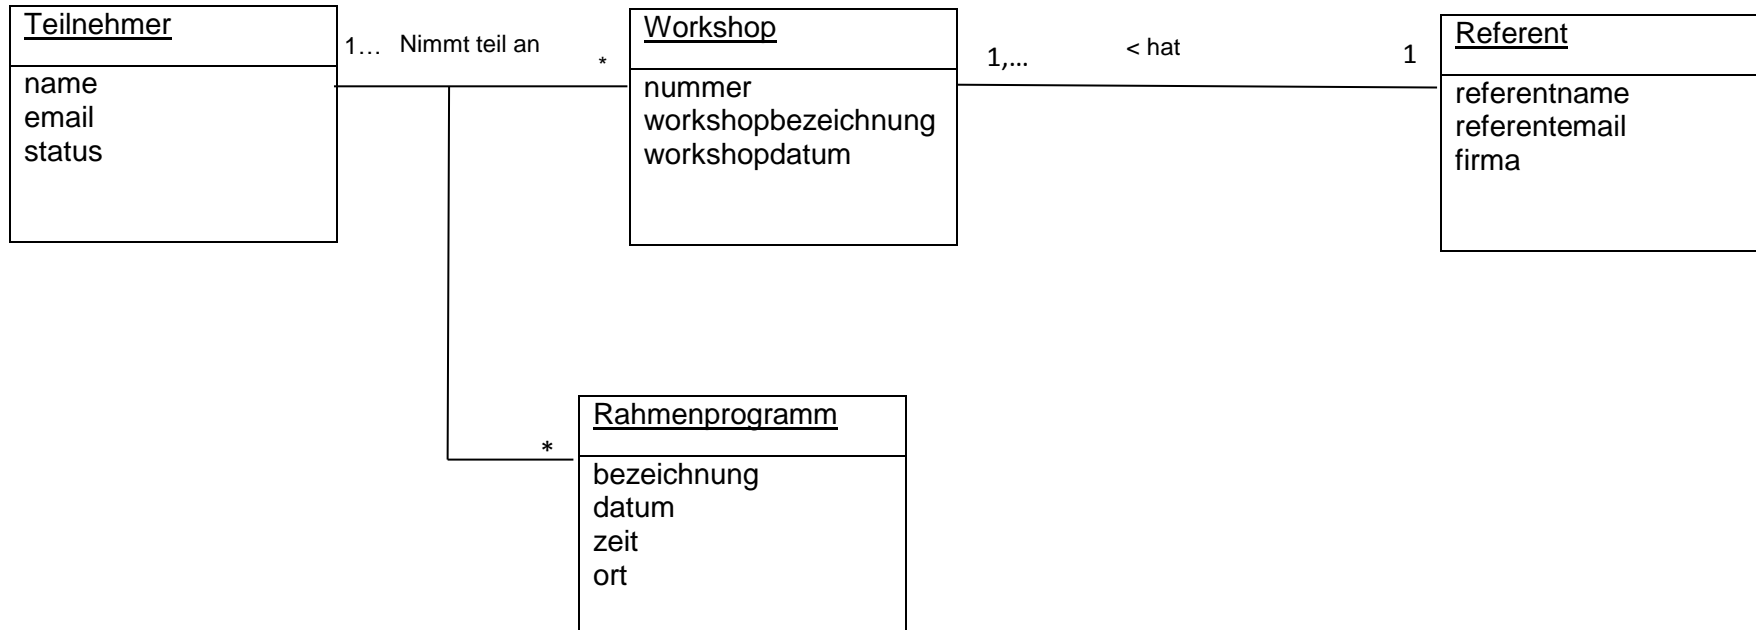 Teilnehmer
name
email
status
1… Nimmt teil an *
Workshop
nummer
workshopbezeichnung
workshopdatum
1,… < hat 1
Referent
referentname
referentemail
firma
*
Rahmenprogramm
bezeichnung
datum
zeit
ort